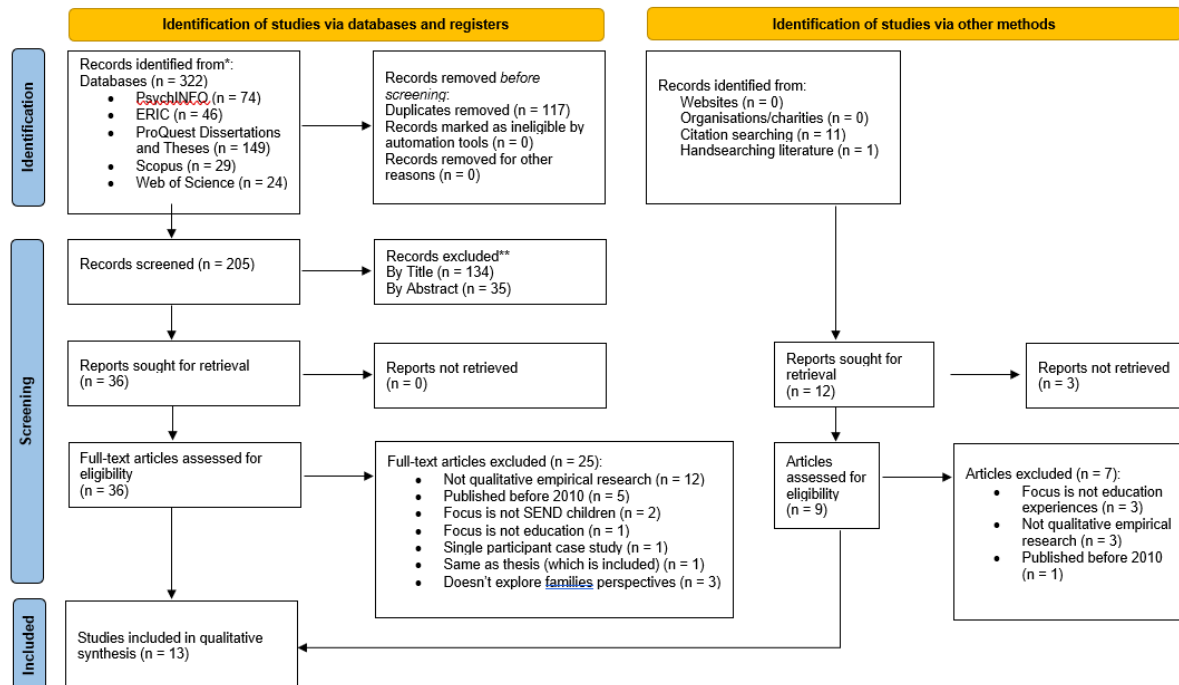 Identification of studies via databases and registers
Identification of studies via other methods
Identification
Records identified from*:
Databases (n = 322)
• PsychINFO (n = 74)
• ERIC (n = 46)
• ProQuest Dissertations
and Theses (n = 149)
• Scopus (n = 29)
• Web of Science (n = 24)
Records removed before
screening:
Duplicates removed (n = 117)
Records marked as ineligible by
automation tools (n = 0)
Records removed for other
reasons (n = 0)
Records identified from:
Websites (n = 0)
Organisations/charities (n = 0)
Citation searching (n = 11)
Handsearching literature (n = 1)
Screening
Records screened (n = 205)
Records excluded**
By Title (n = 134)
By Abstract (n = 35)
Reports sought for retrieval
(n = 36)
Reports not retrieved
(n = 0)
Reports sought for
retrieval
(n = 12)
Reports not retrieved
(n = 3)
Full-text articles assessed for
eligibility
(n = 36)
Full-text articles excluded (n = 25):
• Not qualitative empirical research (n = 12)
• Published before 2010 (n = 5)
• Focus is not SEND children (n = 2)
• Focus is not education (n = 1)
• Single participant case study (n = 1)
• Same as thesis (which is included) (n = 1)
• Doesn't explore families perspectives (n = 3)
Articles
assessed for
eligibility
(n = 9)
Articles excluded (n = 7):
• Focus is not education
experiences (n = 3)
• Not qualitative empirical
research (n = 3)
• Published before 2010
(n = 1)
Included
Studies included in qualitative
synthesis (n = 13)